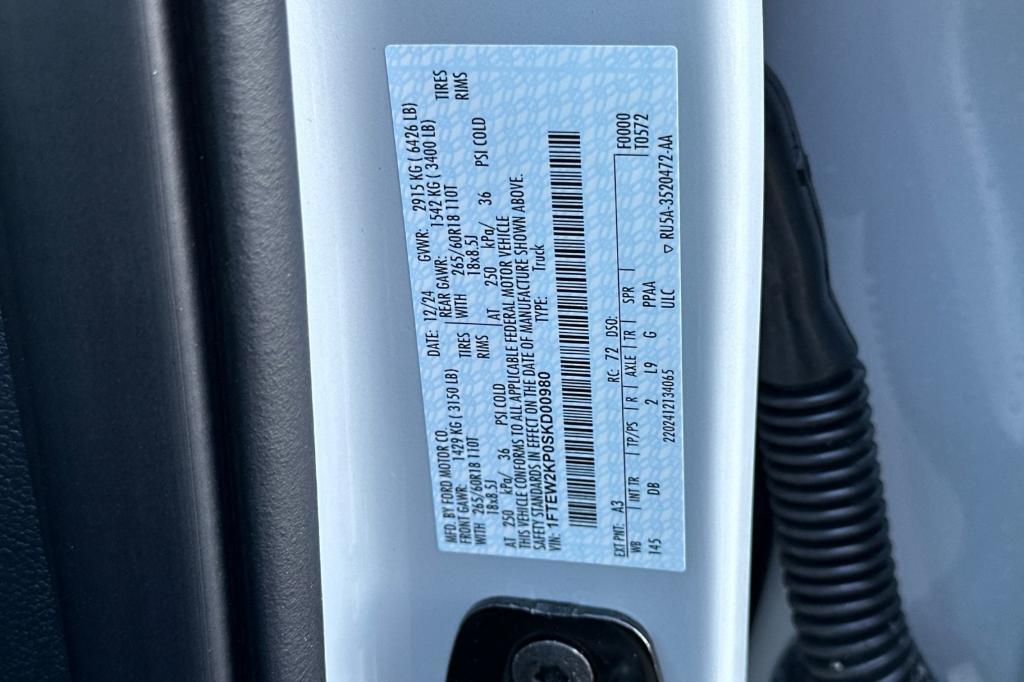 MFD. BY FORD MOTOR CO. DATE: 12/24 GVWR: 2915 KG ( 6426 LB)
FRONT GAWR: 1429 KG ( 3150 LB) REAR GAWR: 1542 KG ( 3400 LB)
WITH 265/60R18 110T TIRES WITH 265/60R18 110T TIRES
18x8.5J RIMS 18x8.5J RIMS
AT 250 kPa/ 36 PSI COLD AT 250 kPa/ 36 PSI COLD
THIS VEHICLE CONFORMS TO ALL APPLICABLE FEDERAL MOTOR VEHICLE
SAFETY STANDARDS IN EFFECT ON THE DATE OF MANUFACTURE SHOWN ABOVE.
VIN: 1FTEW2KP0SKD00980 TYPE: Truck
EXT PNT: A3 RC: 72 DSO: F0000
WB INT TR TP/PS R AXLE TR SPR T0572
145 DB 2 L9 G PPAA
2202412134065 ULC
▽ RU5A-3520472-AA